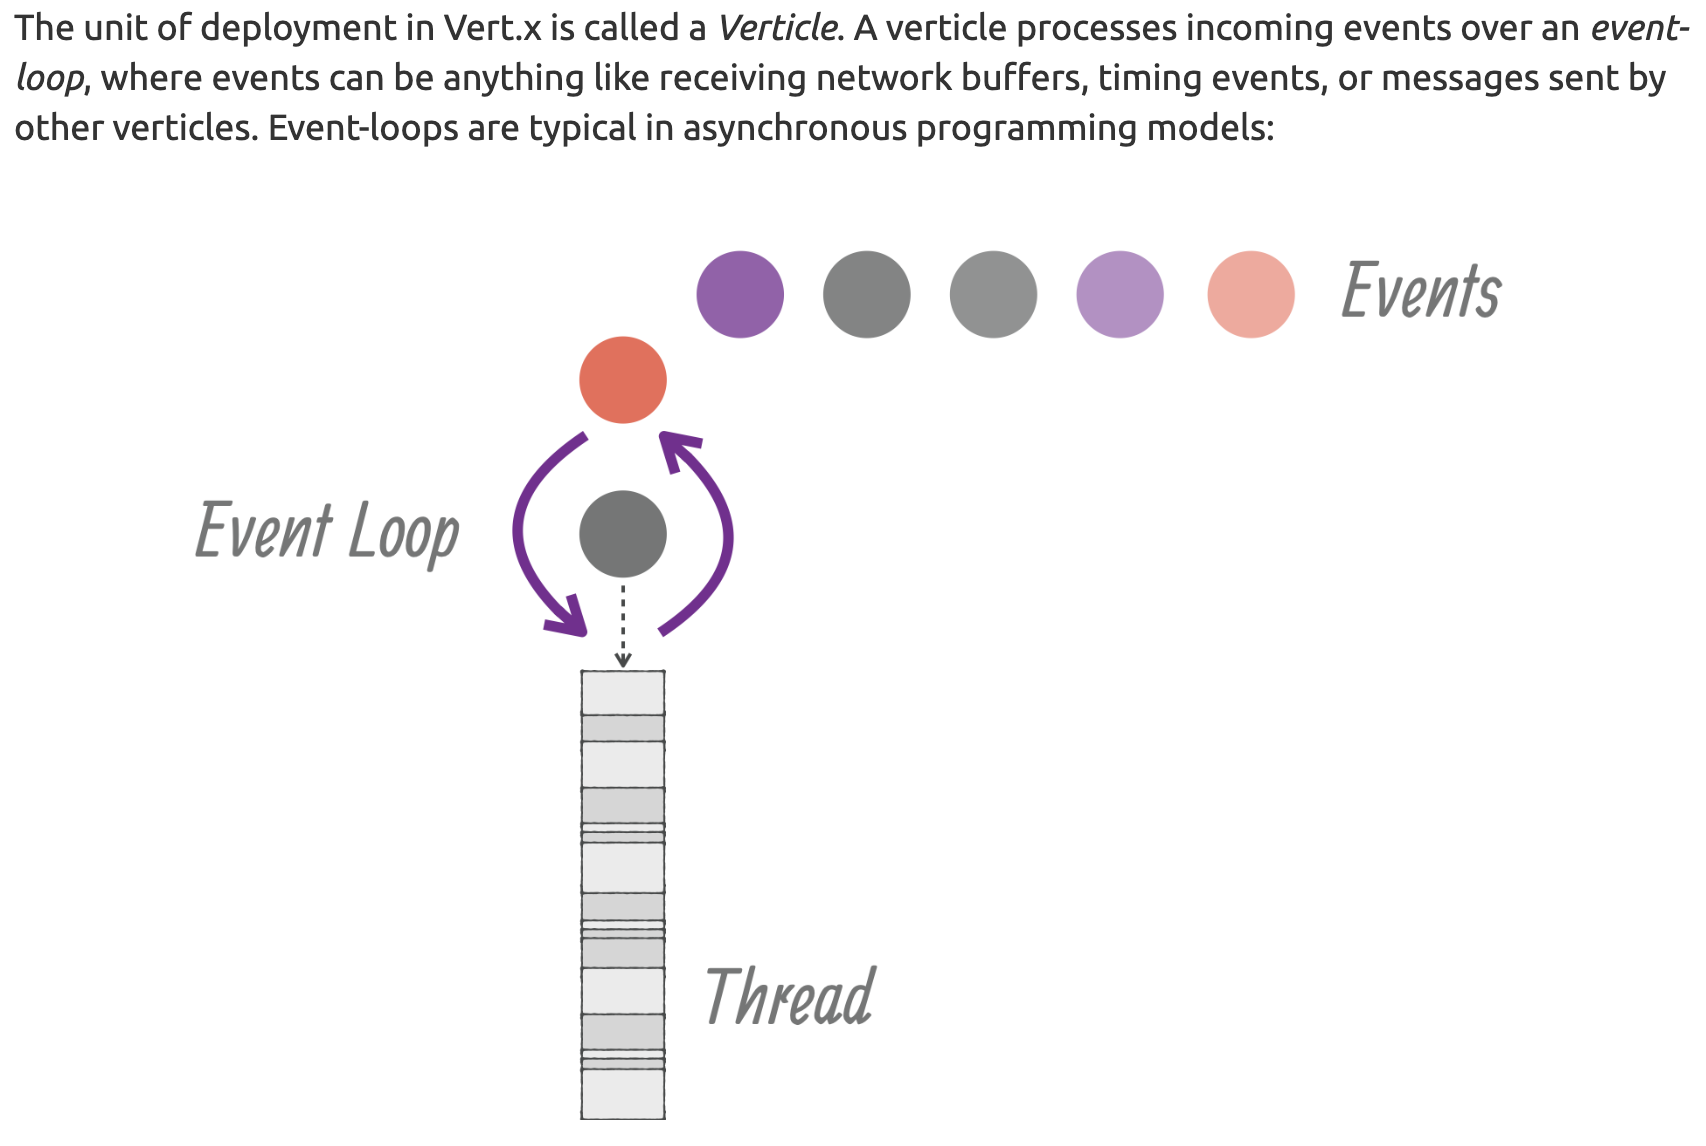 The unit of deployment in Vert.x is called a Verticle. A verticle processes incoming events over an event-
loop, where events can be anything like receiving network buffers, timing events, or messages sent by
other verticles. Event-loops are typical in asynchronous programming models:
Events
Event Loop
Thread